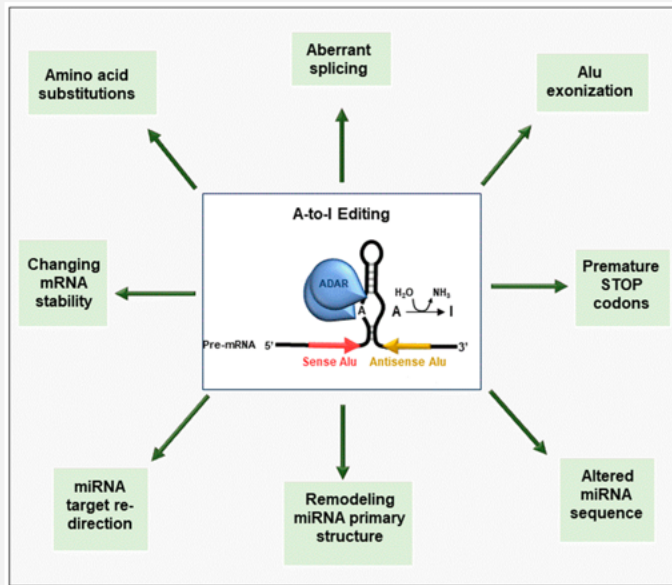 Aberrant
splicing
Amino acid
substitutions
Alu
exonization
A-to-I Editing
ADAR
A
H₂O
NH₃
A
I
Pre-mRNA 5'
3'
Sense Alu
Antisense Alu
Changing
mRNA
stability
Premature
STOP
codons
miRNA
target re-
direction
Remodeling
miRNA primary
structure
Altered
miRNA
sequence